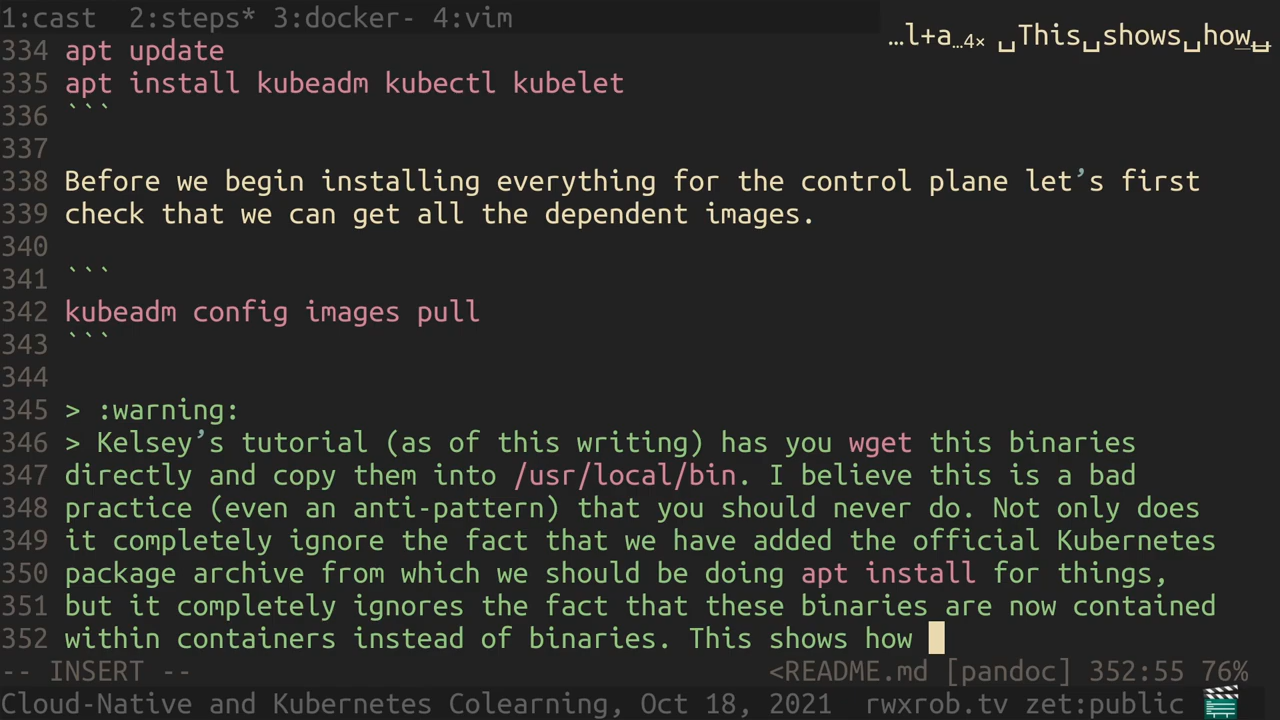 1:cast  2:steps* 3:docker- 4:vim
…l+a…4× ␣This␣shows␣how␣
334 apt update
335 apt install kubeadm kubectl kubelet
336 ```
337
338 Before we begin installing everything for the control plane let’s first
339 check that we can get all the dependent images.
340
341 ```
342 kubeadm config images pull
343 ```
344
345 > :warning:
346 > Kelsey’s tutorial (as of this writing) has you wget this binaries
347 directly and copy them into /usr/local/bin. I believe this is a bad
348 practice (even an anti-pattern) that you should never do. Not only does
349 it completely ignore the fact that we have added the official Kubernetes
350 package archive from which we should be doing apt install for things,
351 but it completely ignores the fact that these binaries are now contained
352 within containers instead of binaries. This shows how
-- INSERT -- <README.md [pandoc] 352:55 76%
Cloud-Native and Kubernetes Colearning, Oct 18, 2021 rwxrob.tv zet:public 🎬